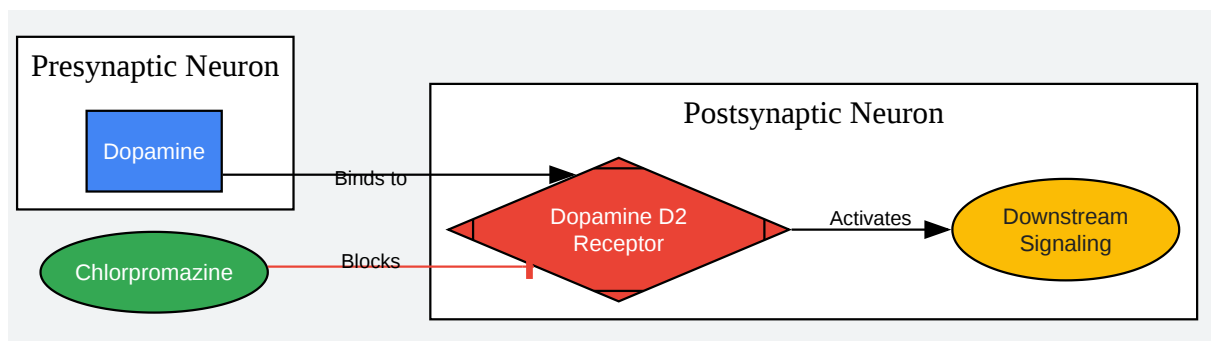 Presynaptic Neuron
Dopamine
Binds to
Chlorpromazine
Blocks
Postsynaptic Neuron
Dopamine D2
Receptor
Activates
Downstream
Signaling